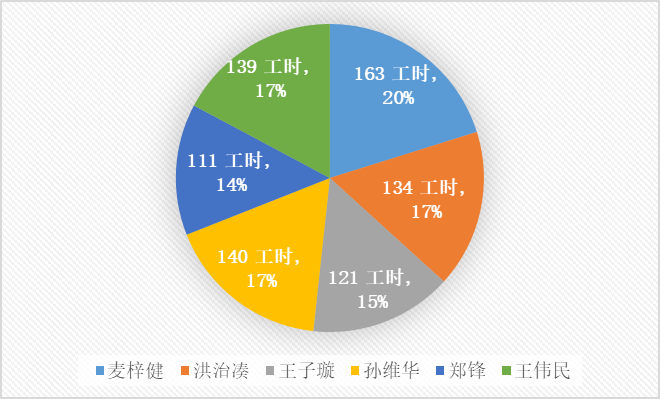 139 工时,
17%
163 工时,
20%
111 工时,
14%
134 工时,
17%
140 工时,
17%
121 工时,
15%
麦梓健 洪治凑 王子璇 孙维华 郑锋 王伟民